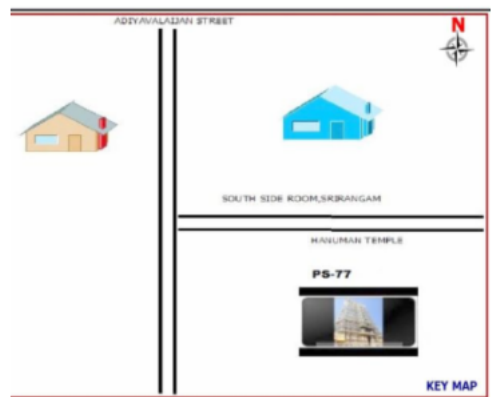 ADIYAVALAIJAN STREET
N
SOUTH SIDE ROOM,SRIRANGAM
HANUMAN TEMPLE
PS-77
KEY MAP